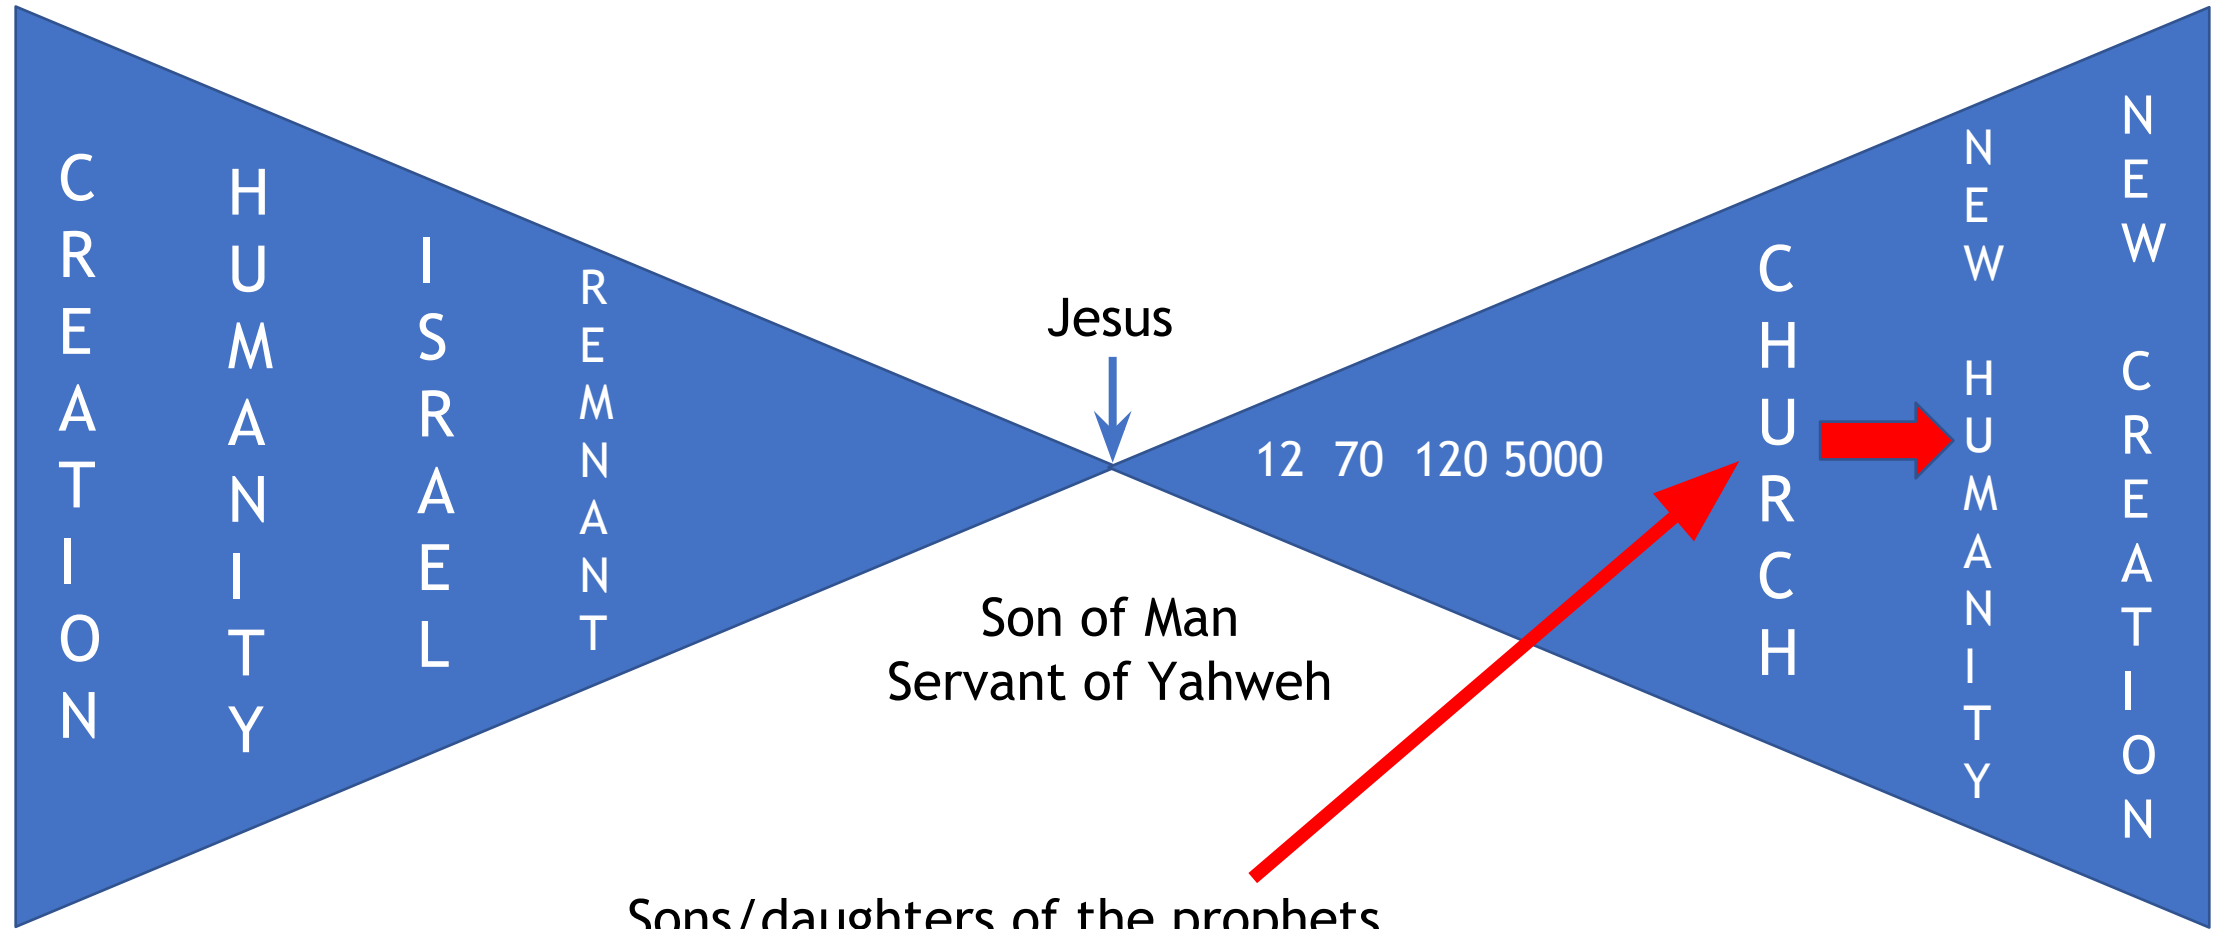 CREATION
HUMANITY
ISRAEL
REMNANT
Jesus
12 70 120 5000
CHURCH
NEW HUMANITY
NEW CREATION
Son of Man
Servant of Yahweh
Sons/daughters of the prophets